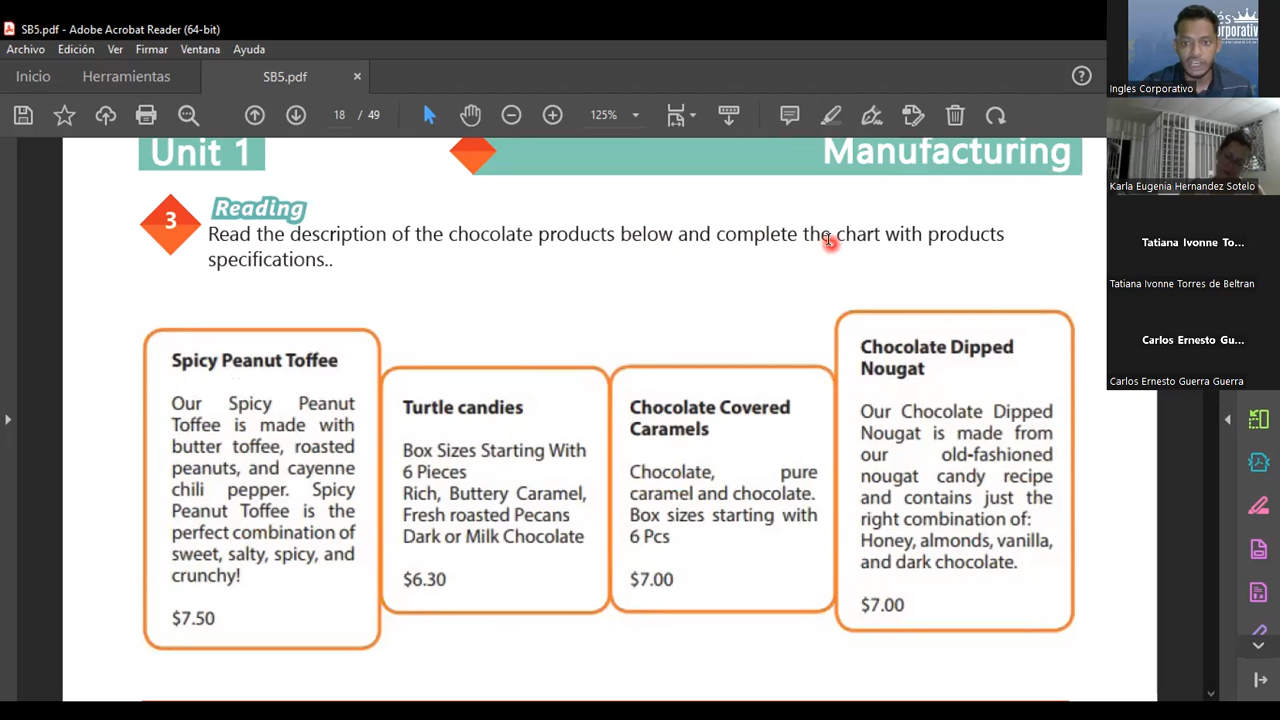 SB5.pdf - Adobe Acrobat Reader (64-bit)
Archivo Edición Ver Firmar Ventana Ayuda
Inicio Herramientas SB5.pdf ×
18 / 49 125%
Unit 1 Manufacturing
3 Reading
Read the description of the chocolate products below and complete the chart with products
specifications..
Spicy Peanut Toffee
Our Spicy Peanut
Toffee is made with
butter toffee, roasted
peanuts, and cayenne
chili pepper. Spicy
Peanut Toffee is the
perfect combination of
sweet, salty, spicy, and
crunchy!
$7.50
Turtle candies
Box Sizes Starting With
6 Pieces
Rich, Buttery Caramel,
Fresh roasted Pecans
Dark or Milk Chocolate
$6.30
Chocolate Covered
Caramels
Chocolate, pure
caramel and chocolate.
Box sizes starting with
6 Pcs
$7.00
Chocolate Dipped
Nougat
Our Chocolate Dipped
Nougat is made from
our old-fashioned
nougat candy recipe
and contains just the
right combination of:
Honey, almonds, vanilla,
and dark chocolate.
$7.00
Ingles Corporativo
Karla Eugenia Hernandez Sotelo
Tatiana Ivonne To...
Tatiana Ivonne Torres de Beltran
Carlos Ernesto Gu...
Carlos Ernesto Guerra Guerra